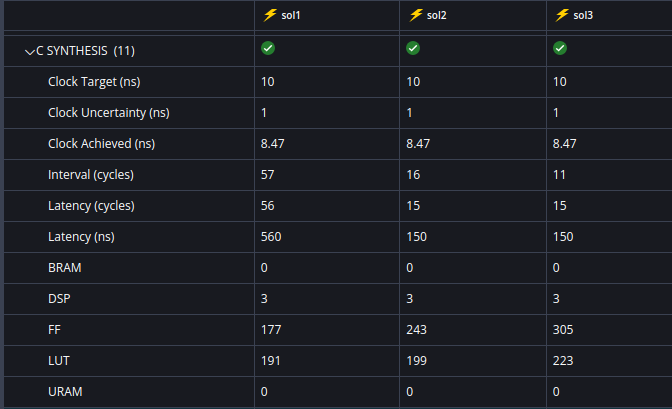 sol1 sol2 sol3
C SYNTHESIS (11)
Clock Target (ns) 10 10 10
Clock Uncertainty (ns) 1 1 1
Clock Achieved (ns) 8.47 8.47 8.47
Interval (cycles) 57 16 11
Latency (cycles) 56 15 15
Latency (ns) 560 150 150
BRAM 0 0 0
DSP 3 3 3
FF 177 243 305
LUT 191 199 223
URAM 0 0 0